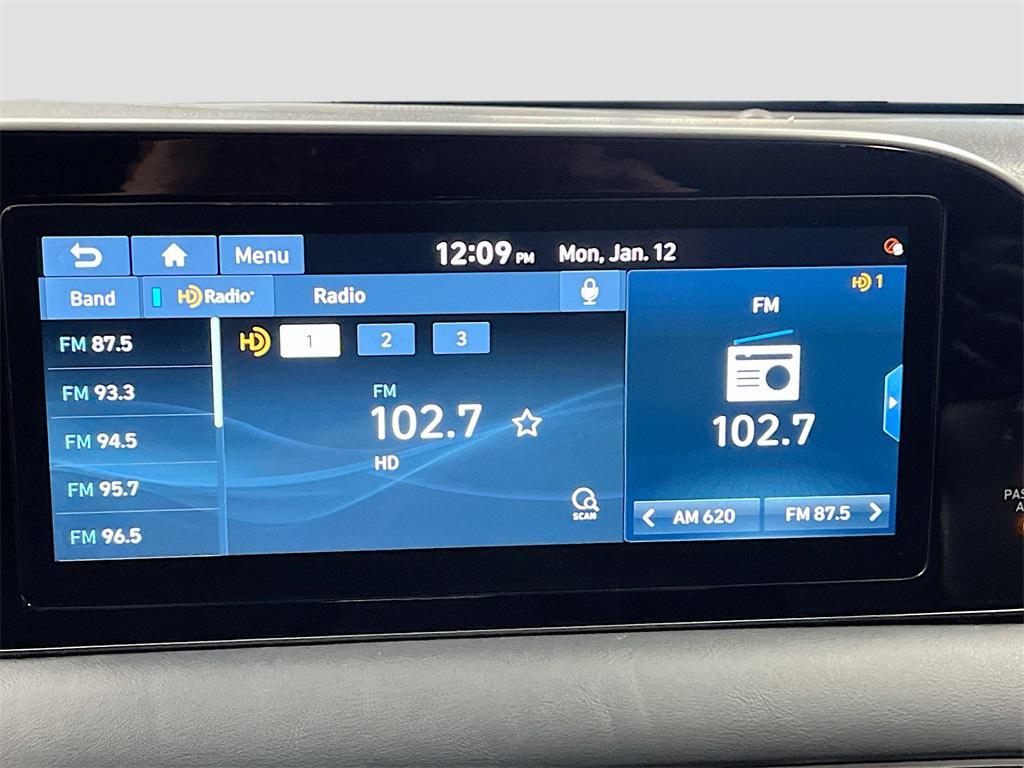 Menu 12:09 PM Mon, Jan. 12
Band HD Radio Radio
HD 1
FM 87.5
FM 93.3
FM 94.5
FM 95.7
FM 96.5
HD 1 2 3
FM
102.7
HD
SCAN
FM
102.7
AM 620 FM 87.5